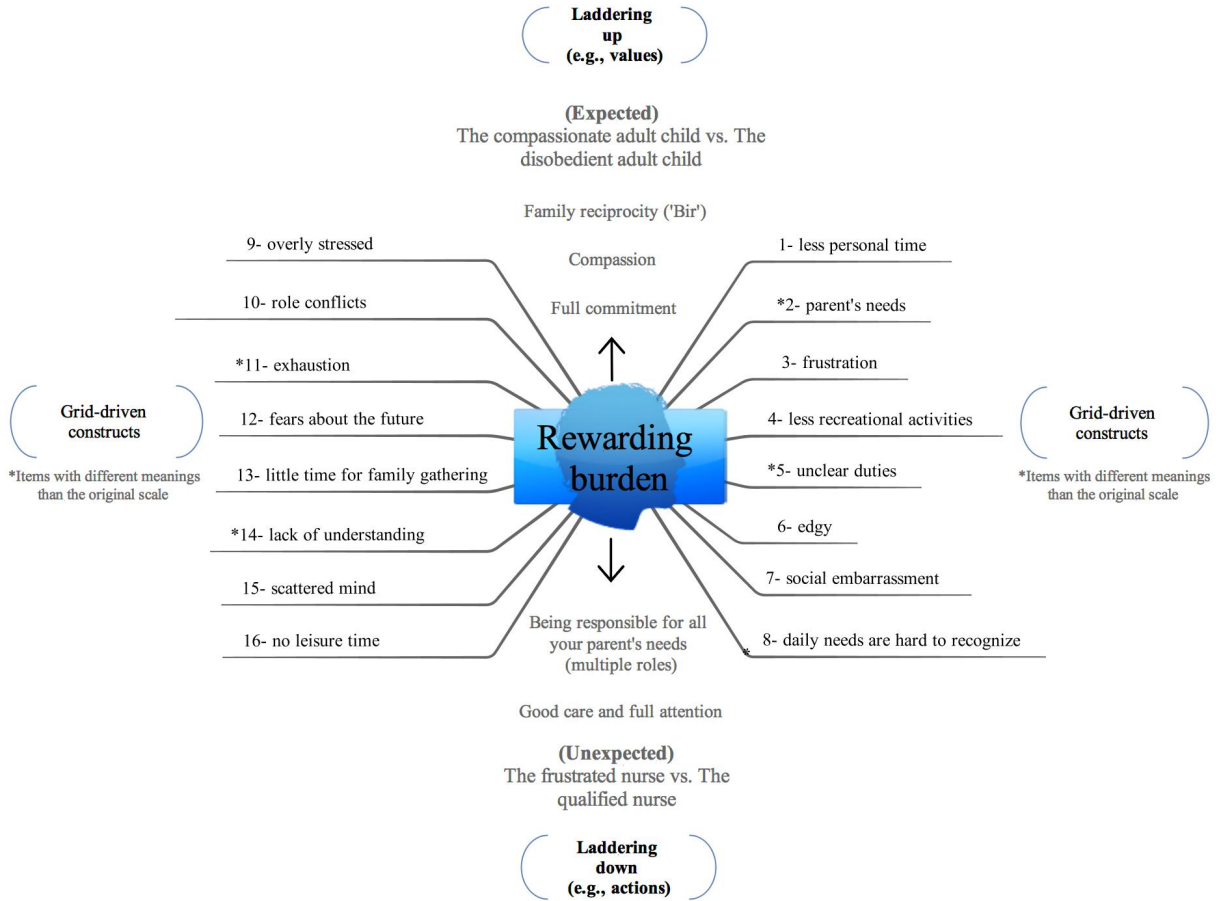 Laddering
up
(e.g., values)
(Expected)
The compassionate adult child vs. The
disobedient adult child
Family reciprocity ('Bir')
Compassion
Full commitment
9- overly stressed
10- role conflicts
*11- exhaustion
12- fears about the future
13- little time for family gathering
*14- lack of understanding
15- scattered mind
16- no leisure time
Grid-driven
constructs
*Items with different meanings
than the original scale
Rewarding
burden
1- less personal time
*2- parent's needs
3- frustration
4- less recreational activities
*5- unclear duties
6- edgy
7- social embarrassment
* 8- daily needs are hard to recognize
Grid-driven
constructs
*Items with different meanings
than the original scale
Being responsible for all
your parent's needs
(multiple roles)
Good care and full attention
(Unexpected)
The frustrated nurse vs. The
qualified nurse
Laddering
down
(e.g., actions)